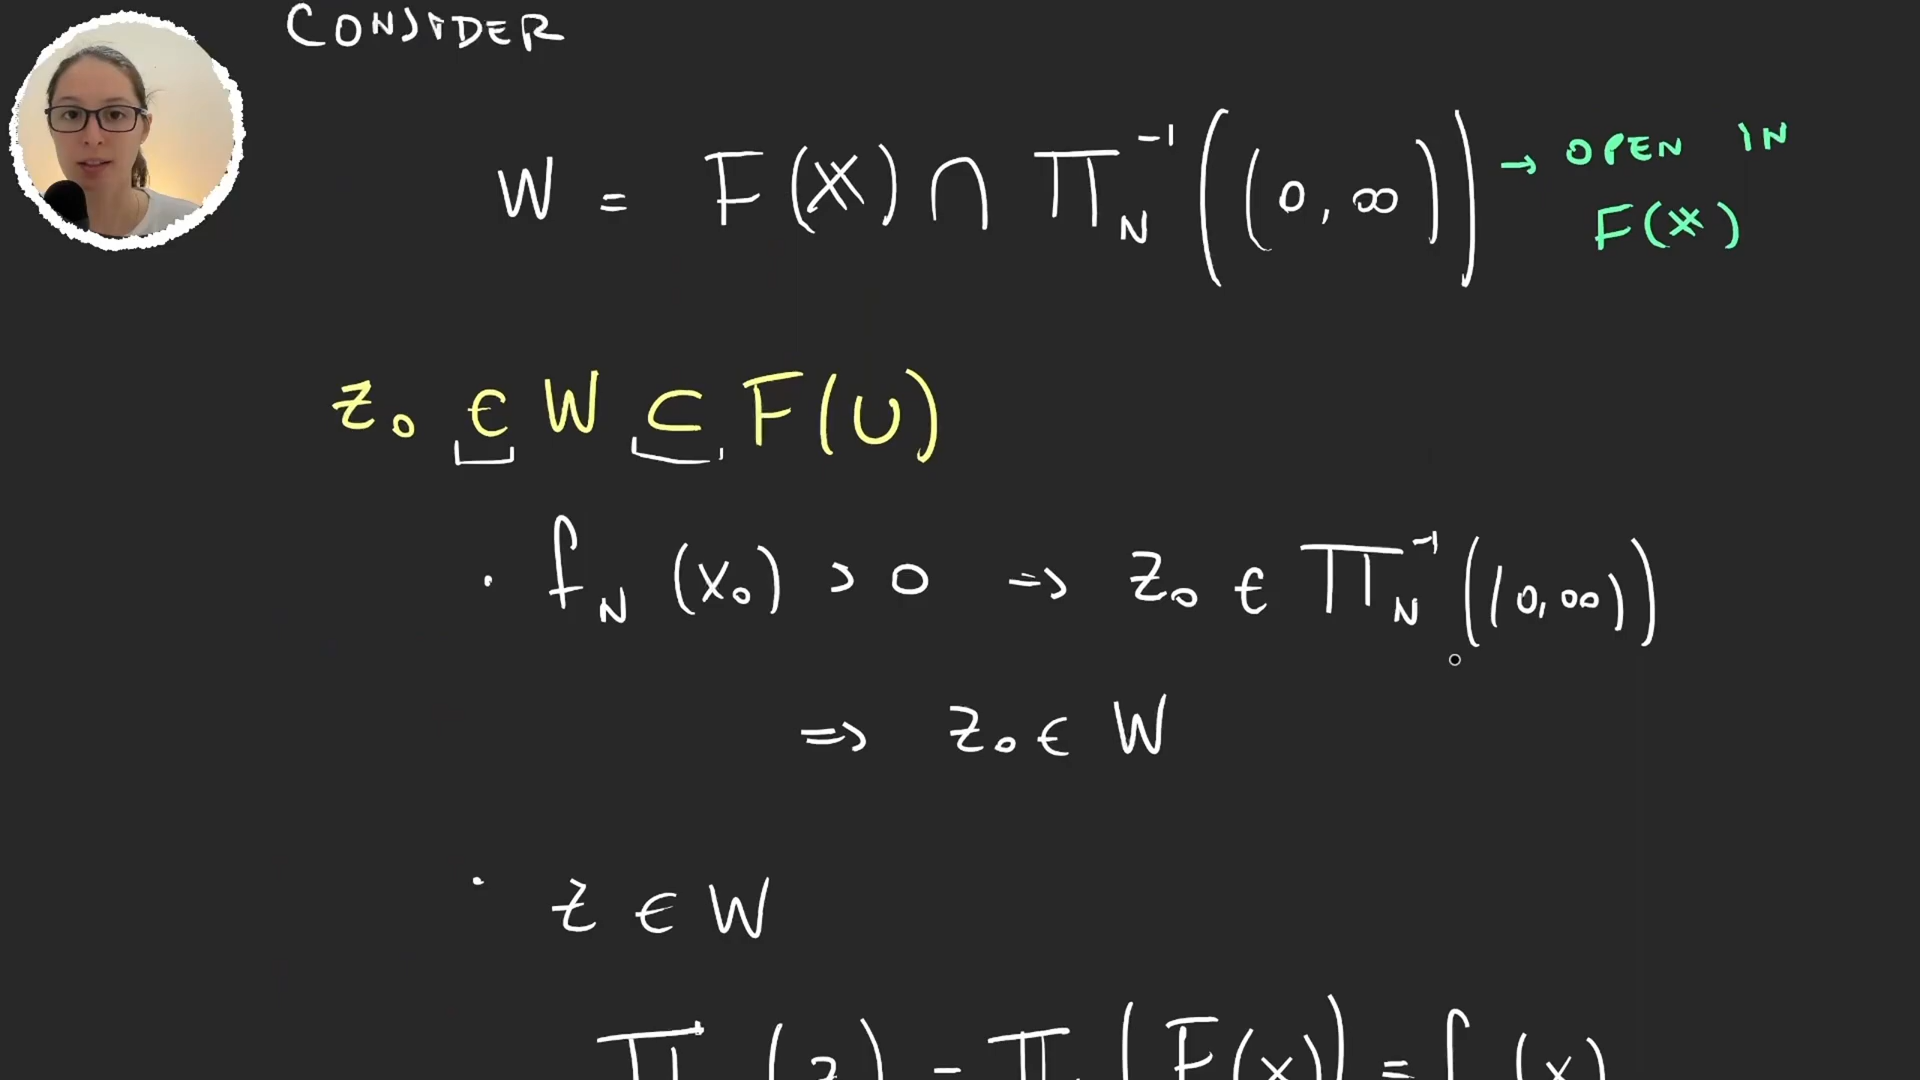 CONSIDER
W = F(X) ∩ Π_N^{-1}((0, ∞)) → OPEN IN F(X)
z₀ ∈ W ⊂ F(U)
· f_N(x₀) > 0 ⇒ z₀ ∈ Π_N^{-1}((0, ∞))
⇒ z₀ ∈ W
· z ∈ W
Π (z) = Π (F(x)) = f (x)